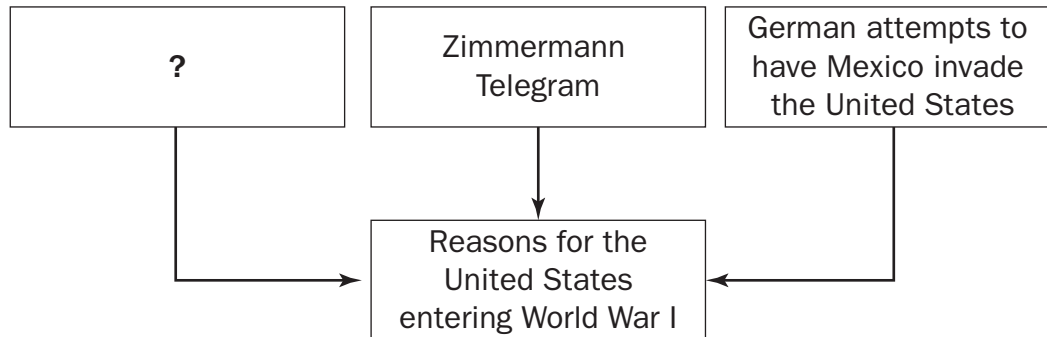 ?
Zimmermann
Telegram
German attempts to
have Mexico invade
the United States
Reasons for the
United States
entering World War I